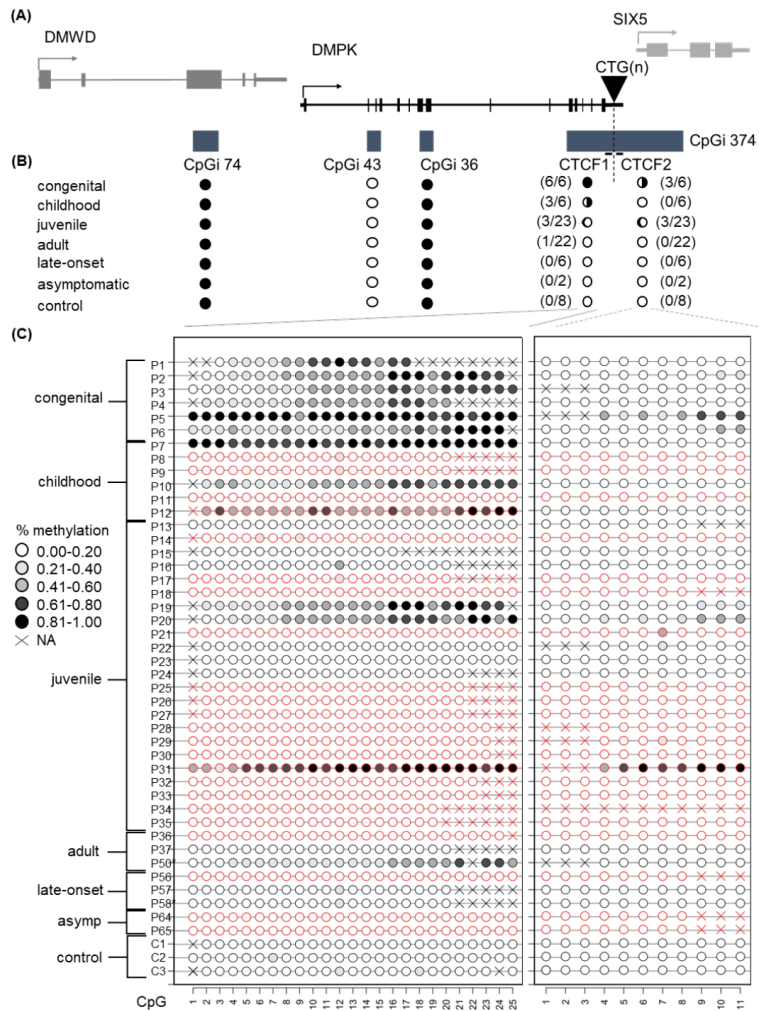 (A)
SIX5
DMWD
DMPK
CTG(n)
CpGi 374
(B)
CpGi 74
CpGi 43
CpGi 36
CTCF1
CTCF2
congenital (6/6) (3/6)
childhood (3/6) (0/6)
juvenile (3/23) (3/23)
adult (1/22) (0/22)
late-onset (0/6) (0/6)
asymptomatic (0/2) (0/2)
control (0/8) (0/8)
(C)
congenital
childhood
juvenile
adult
late-onset
asymp
control
% methylation
0.00-0.20
0.21-0.40
0.41-0.60
0.61-0.80
0.81-1.00
NA
P1
P2
P3
P4
P5
P6
P7
P8
P9
P10
P11
P12
P13
P14
P15
P16
P17
P18
P19
P20
P21
P22
P23
P24
P25
P26
P27
P28
P29
P30
P31
P32
P33
P34
P35
P36
P37
P50*
P56
P57
P58*
P64
P65
C1
C2
C3
CpG
1 2 3 4 5 6 7 8 9 10 11 12 13 14 15 16 17 18 19 20 21 22 23 24 25
1 2 3 4 5 6 7 8 9 10 11